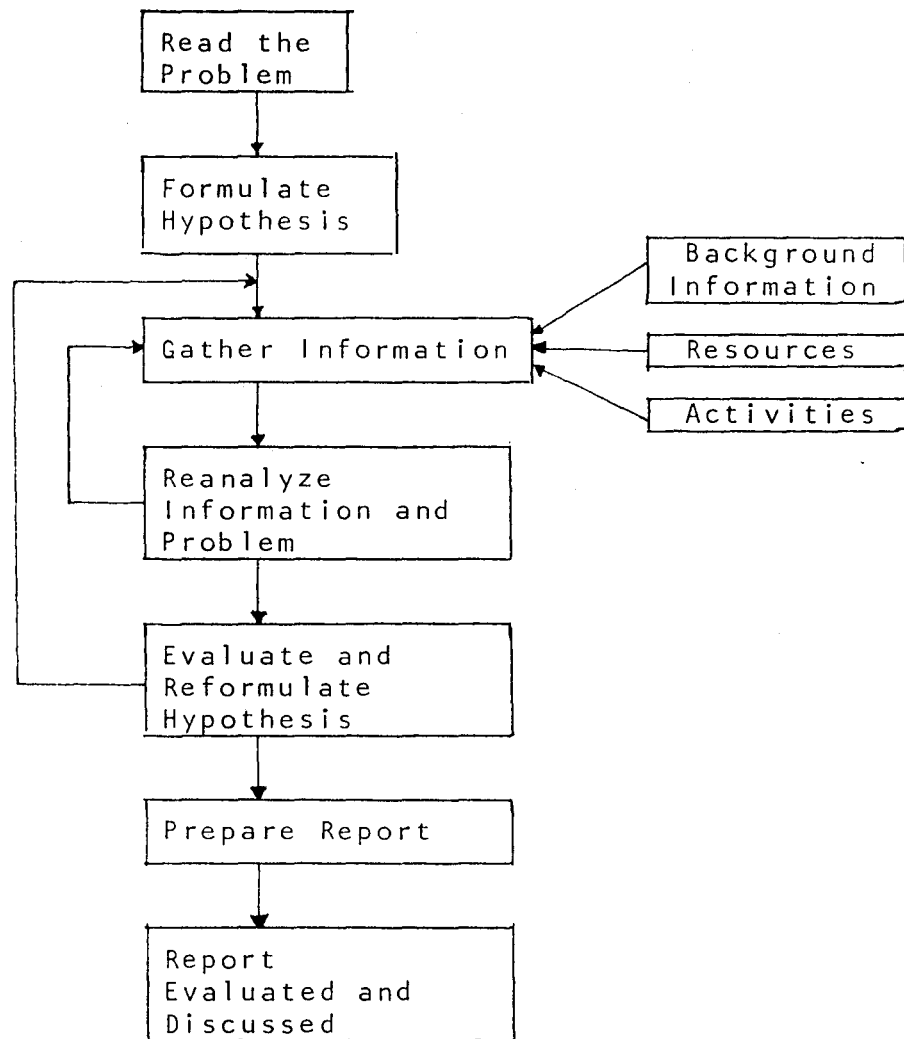 Read the
Problem
Formulate
Hypothesis
Background
Information
Gather Information
Resources
Activities
Reanalyze
Information and
Problem
Evaluate and
Reformulate
Hypothesis
Prepare Report
Report
Evaluated and
Discussed